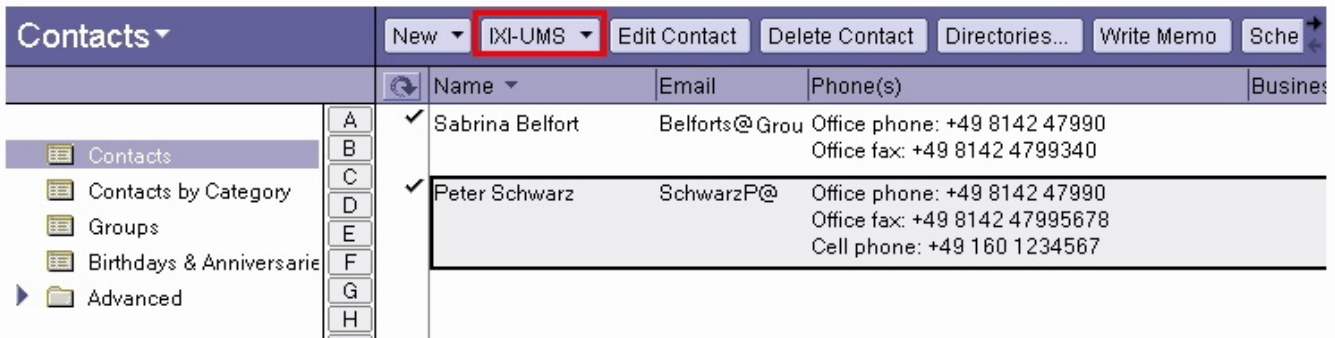 Contacts
New IXI-UMS Edit Contact Delete Contact Directories... Write Memo Sche
Name Email Phone(s) Busines
Contacts
Contacts by Category
Groups
Birthdays & Anniversarie
Advanced
A
B
C
D
E
F
G
H
Sabrina Belfort Belforts@Grou Office phone: +49 8142 47990
Office fax: +49 8142 4799340
Peter Schwarz SchwarzP@ Office phone: +49 8142 47990
Office fax: +49 8142 47995678
Cell phone: +49 160 1234567